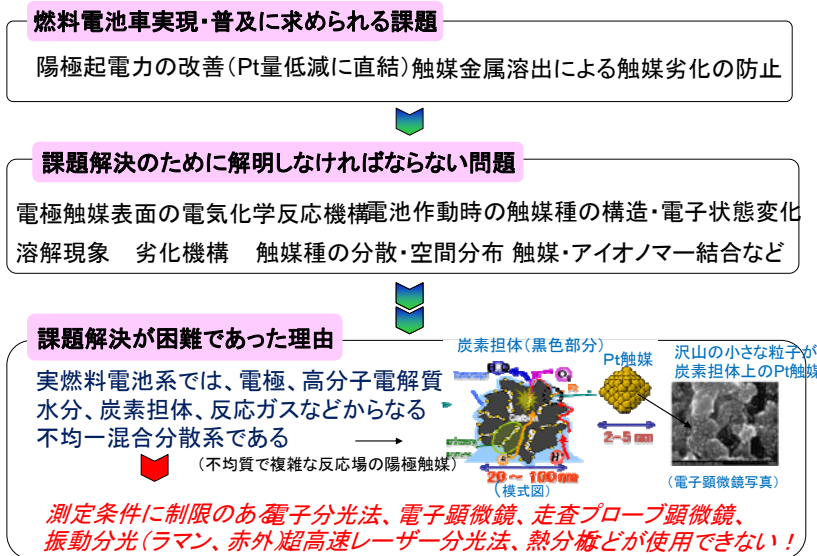 燃料電池車実現・普及に求められる課題
陽極起電力の改善(Pt量低減に直結)触媒金属溶出による触媒劣化の防止
課題解決のために解明しなければならない問題
電極触媒表面の電気化学反応機構電池作動時の触媒種の構造・電子状態変化
溶解現象 劣化機構 触媒種の分散・空間分布 触媒・アイオノマー結合など
課題解決が困難であった理由
実燃料電池系では、電極、高分子電解質
水分、炭素担体、反応ガスなどからなる
不均一混合分散系である
(不均質で複雑な反応場の陽極触媒)
炭素担体(黒色部分)
20～100nm
(模式図)
Pt触媒
2-5 nm
沢山の小さな粒子が
炭素担体上のPt触媒
(電子顕微鏡写真)
測定条件に制限のある電子分光法、電子顕微鏡、走査プローブ顕微鏡、
振動分光(ラマン、赤外)超高速レーザー分光法、熱分析などが使用できない！